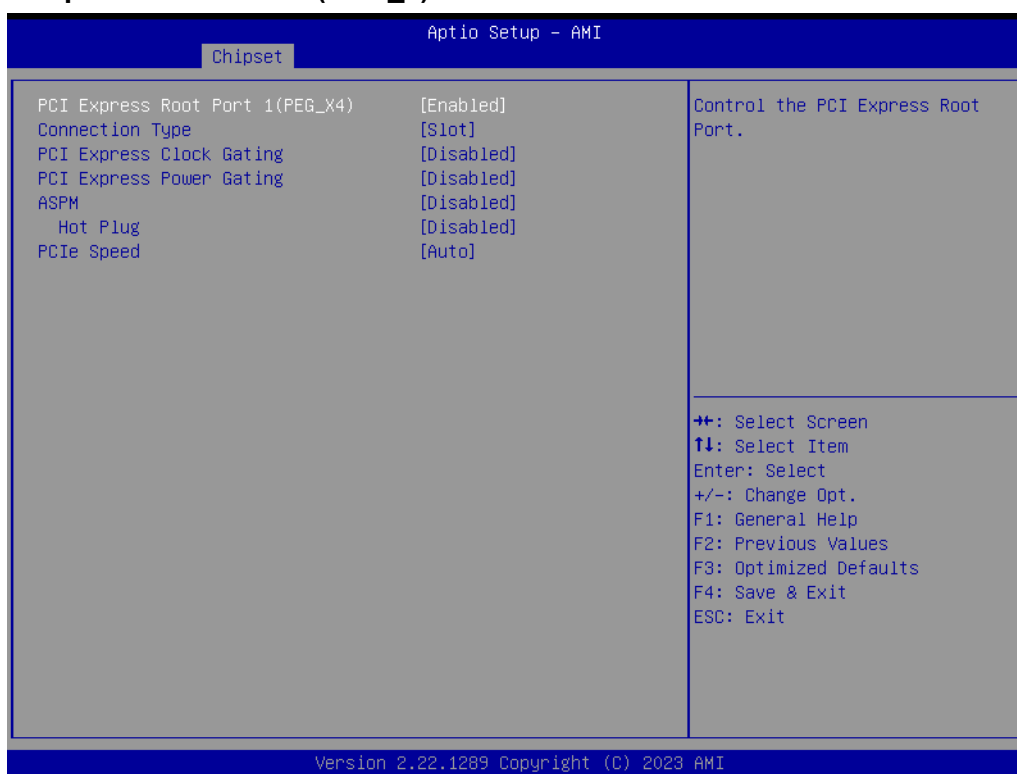 Aptio Setup – AMI
Chipset
PCI Express Root Port 1(PEG_X4) [Enabled]
Connection Type [Slot]
PCI Express Clock Gating [Disabled]
PCI Express Power Gating [Disabled]
ASPM [Disabled]
Hot Plug [Disabled]
PCIe Speed [Auto]
Control the PCI Express Root
Port.
→←: Select Screen
↑↓: Select Item
Enter: Select
+/-: Change Opt.
F1: General Help
F2: Previous Values
F3: Optimized Defaults
F4: Save & Exit
ESC: Exit
Version 2.22.1289 Copyright (C) 2023 AMI